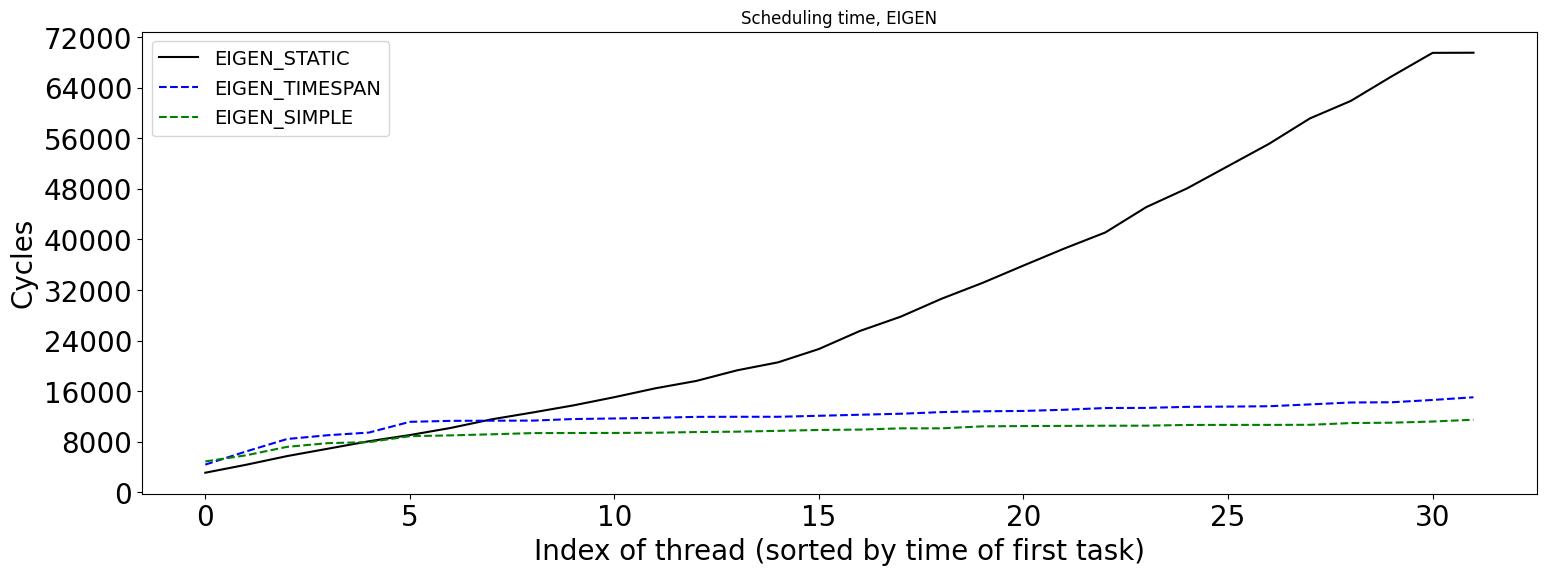 Scheduling time, EIGEN
72000
64000
56000
48000
40000
32000
24000
16000
8000
0
Cycles
EIGEN_STATIC
EIGEN_TIMESPAN
EIGEN_SIMPLE
0 5 10 15 20 25 30
Index of thread (sorted by time of first task)